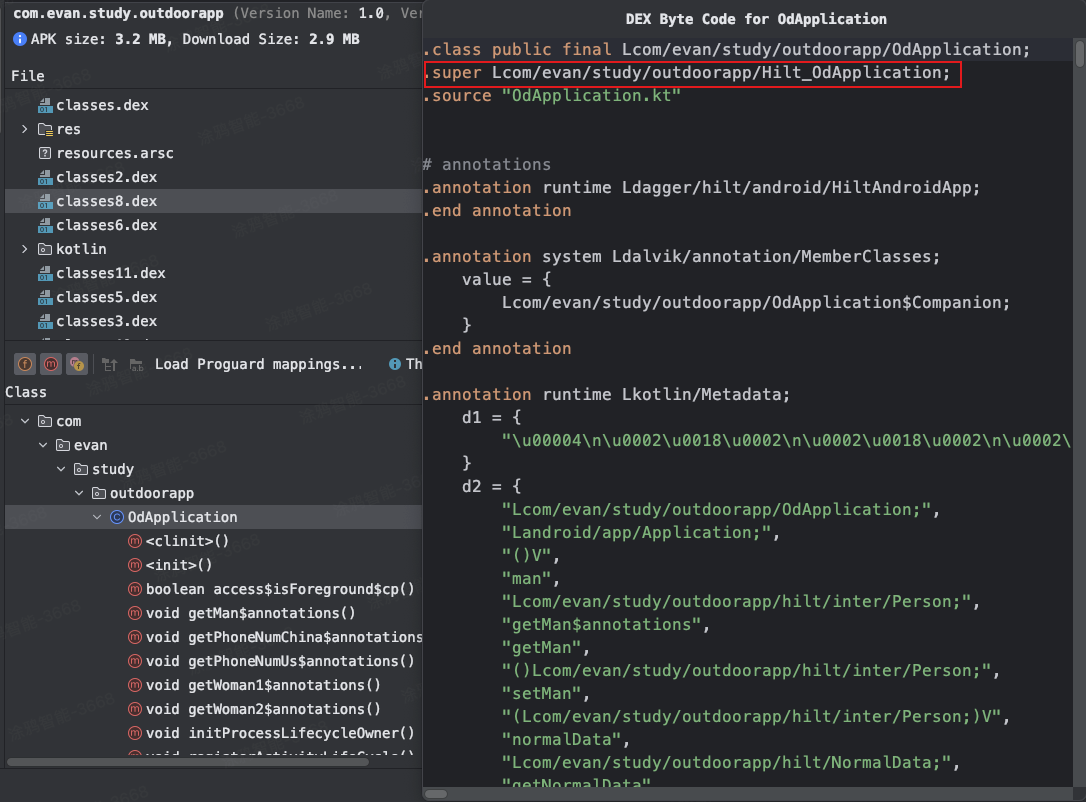 com.evan.study.outdoorapp (Version Name: 1.0, Ver
APK size: 3.2 MB, Download Size: 2.9 MB
File
classes.dex
res
resources.arsc
classes2.dex
classes8.dex
classes6.dex
kotlin
classes11.dex
classes5.dex
classes3.dex
Load Proguard mappings...
Th
Class
com
evan
study
outdoorapp
OdApplication
<clinit>()
<init>()
boolean access$isForeground$cp()
void getMan$annotations()
void getPhoneNumChina$annotations
void getPhoneNumUs$annotations()
void getWoman1$annotations()
void getWoman2$annotations()
void initProcessLifecycleOwner()
DEX Byte Code for OdApplication
.class public final Lcom/evan/study/outdoorapp/OdApplication;
.super Lcom/evan/study/outdoorapp/Hilt_OdApplication;
.source "OdApplication.kt"
# annotations
.annotation runtime Ldagger/hilt/android/HiltAndroidApp;
.end annotation
.annotation system Ldalvik/annotation/MemberClasses;
value = {
Lcom/evan/study/outdoorapp/OdApplication$Companion;
}
.end annotation
.annotation runtime Lkotlin/Metadata;
d1 = {
"\u00004\n\u0002\u0018\u0002\n\u0002\u0018\u0002\n\u0002\
}
d2 = {
"Lcom/evan/study/outdoorapp/OdApplication;",
"Landroid/app/Application;",
"()V",
"man",
"Lcom/evan/study/outdoorapp/hilt/inter/Person;",
"getMan$annotations",
"getMan",
"()Lcom/evan/study/outdoorapp/hilt/inter/Person;",
"setMan",
"(Lcom/evan/study/outdoorapp/hilt/inter/Person;)V",
"normalData",
"Lcom/evan/study/outdoorapp/hilt/NormalData;",
"getNormalData"